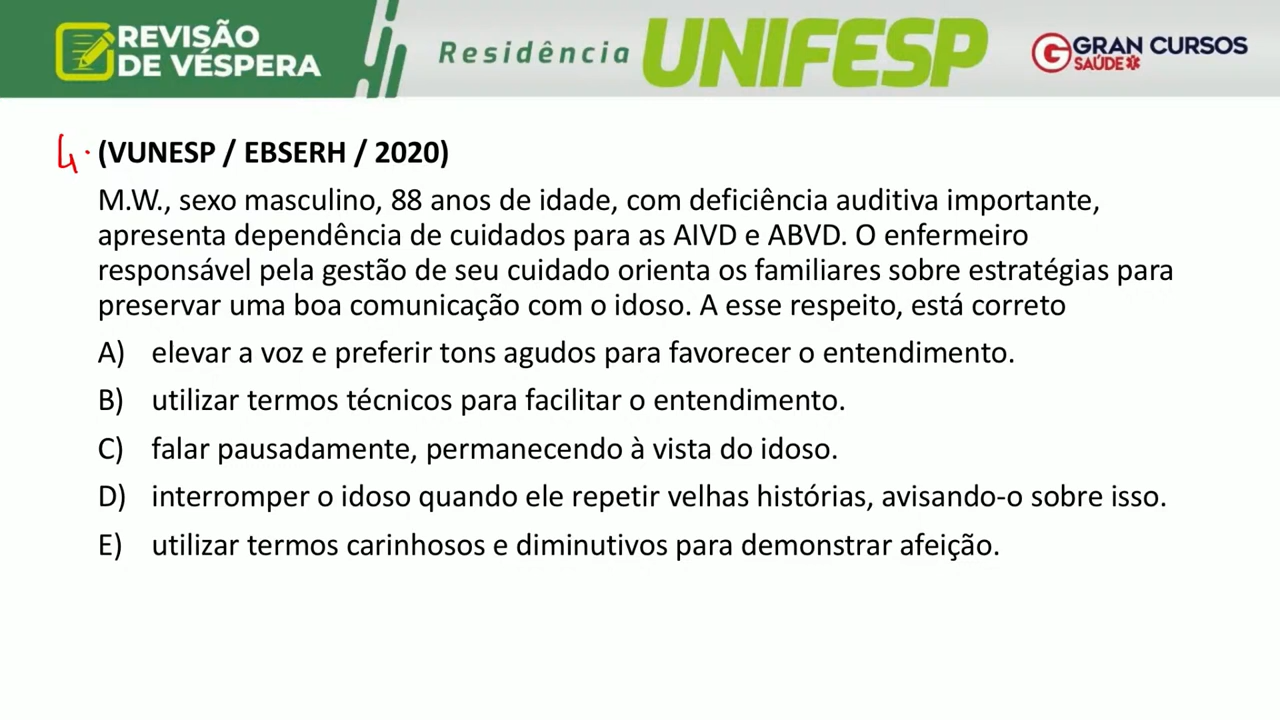 REVISÃO
DE VÉSPERA
Residência UNIFESP
GRAN CURSOS
SAÚDE
4. (VUNESP / EBSERH / 2020)
M.W., sexo masculino, 88 anos de idade, com deficiência auditiva importante,
apresenta dependência de cuidados para as AIVD e ABVD. O enfermeiro
responsável pela gestão de seu cuidado orienta os familiares sobre estratégias para
preservar uma boa comunicação com o idoso. A esse respeito, está correto
A) elevar a voz e preferir tons agudos para favorecer o entendimento.
B) utilizar termos técnicos para facilitar o entendimento.
C) falar pausadamente, permanecendo à vista do idoso.
D) interromper o idoso quando ele repetir velhas histórias, avisando-o sobre isso.
E) utilizar termos carinhosos e diminutivos para demonstrar afeição.